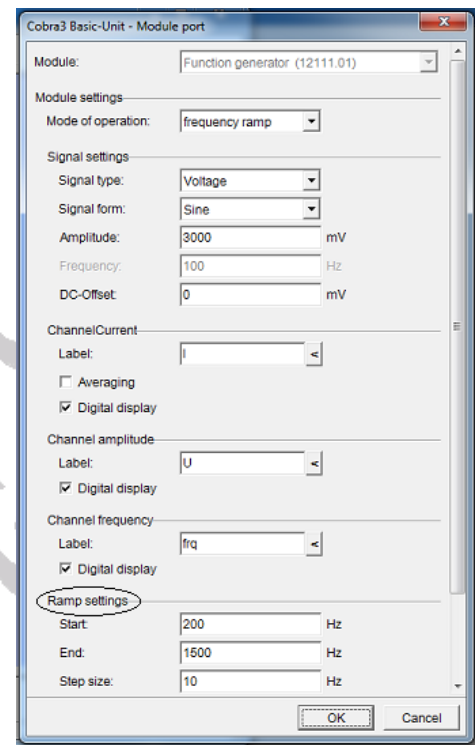 Cobra3 Basic-Unit - Module port
Module: Function generator (12111.01)
Module settings
Mode of operation: frequency ramp
Signal settings
Signal type: Voltage
Signal form: Sine
Amplitude: 3000 mV
Frequency: 100 Hz
DC-Offset: 0 mV
ChannelCurrent
Label: I <
Averaging
Digital display
Channel amplitude
Label: U <
Digital display
Channel frequency
Label: frq <
Digital display
Ramp settings
Start: 200 Hz
End: 1500 Hz
Step size: 10 Hz
OK Cancel